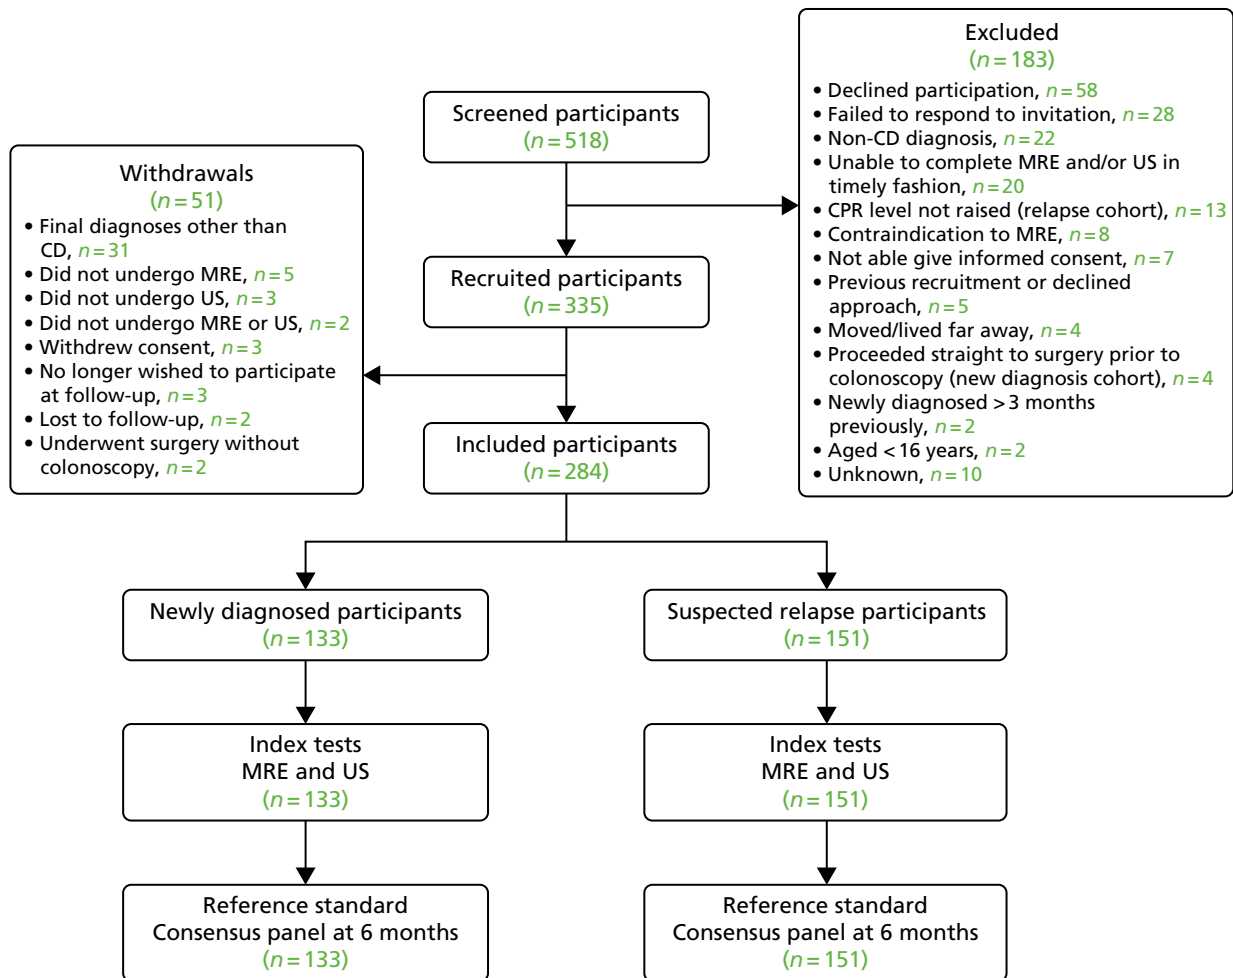 Screened participants
(n = 518)
Excluded
(n = 183)
• Declined participation, n = 58
• Failed to respond to invitation, n = 28
• Non-CD diagnosis, n = 22
• Unable to complete MRE and/or US in
timely fashion, n = 20
• CPR level not raised (relapse cohort), n = 13
• Contraindication to MRE, n = 8
• Not able give informed consent, n = 7
• Previous recruitment or declined
approach, n = 5
• Moved/lived far away, n = 4
• Proceeded straight to surgery prior to
colonoscopy (new diagnosis cohort), n = 4
• Newly diagnosed > 3 months
previously, n = 2
• Aged < 16 years, n = 2
• Unknown, n = 10
Recruited participants
(n = 335)
Withdrawals
(n = 51)
• Final diagnoses other than
CD, n = 31
• Did not undergo MRE, n = 5
• Did not undergo US, n = 3
• Did not undergo MRE or US, n = 2
• Withdrew consent, n = 3
• No longer wished to participate
at follow-up, n = 3
• Lost to follow-up, n = 2
• Underwent surgery without
colonoscopy, n = 2
Included participants
(n = 284)
Newly diagnosed participants
(n = 133)
Suspected relapse participants
(n = 151)
Index tests
MRE and US
(n = 133)
Index tests
MRE and US
(n = 151)
Reference standard
Consensus panel at 6 months
(n = 133)
Reference standard
Consensus panel at 6 months
(n = 151)